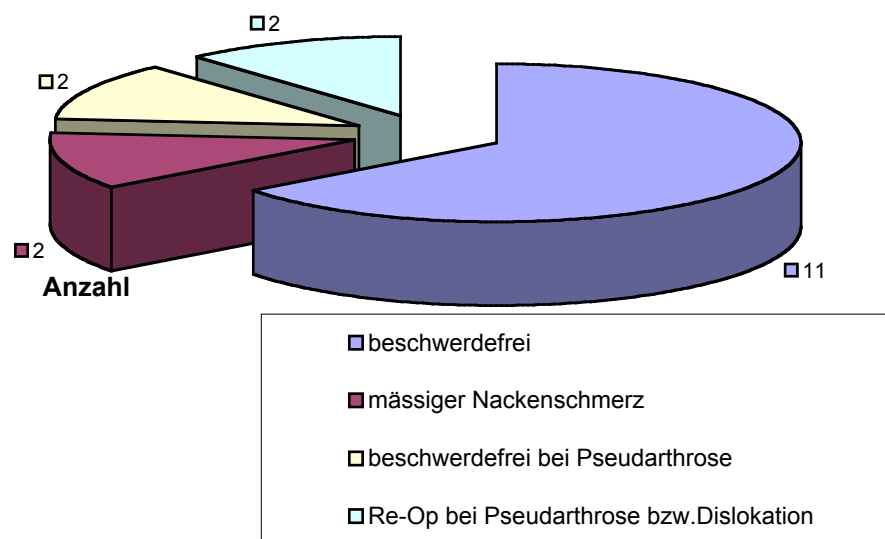 2
2
2
Anzahl
11
beschwerdefrei
mässiger Nackenschmerz
beschwerdefrei bei Pseudarthrose
Re-Op bei Pseudarthrose bzw.Dislokation